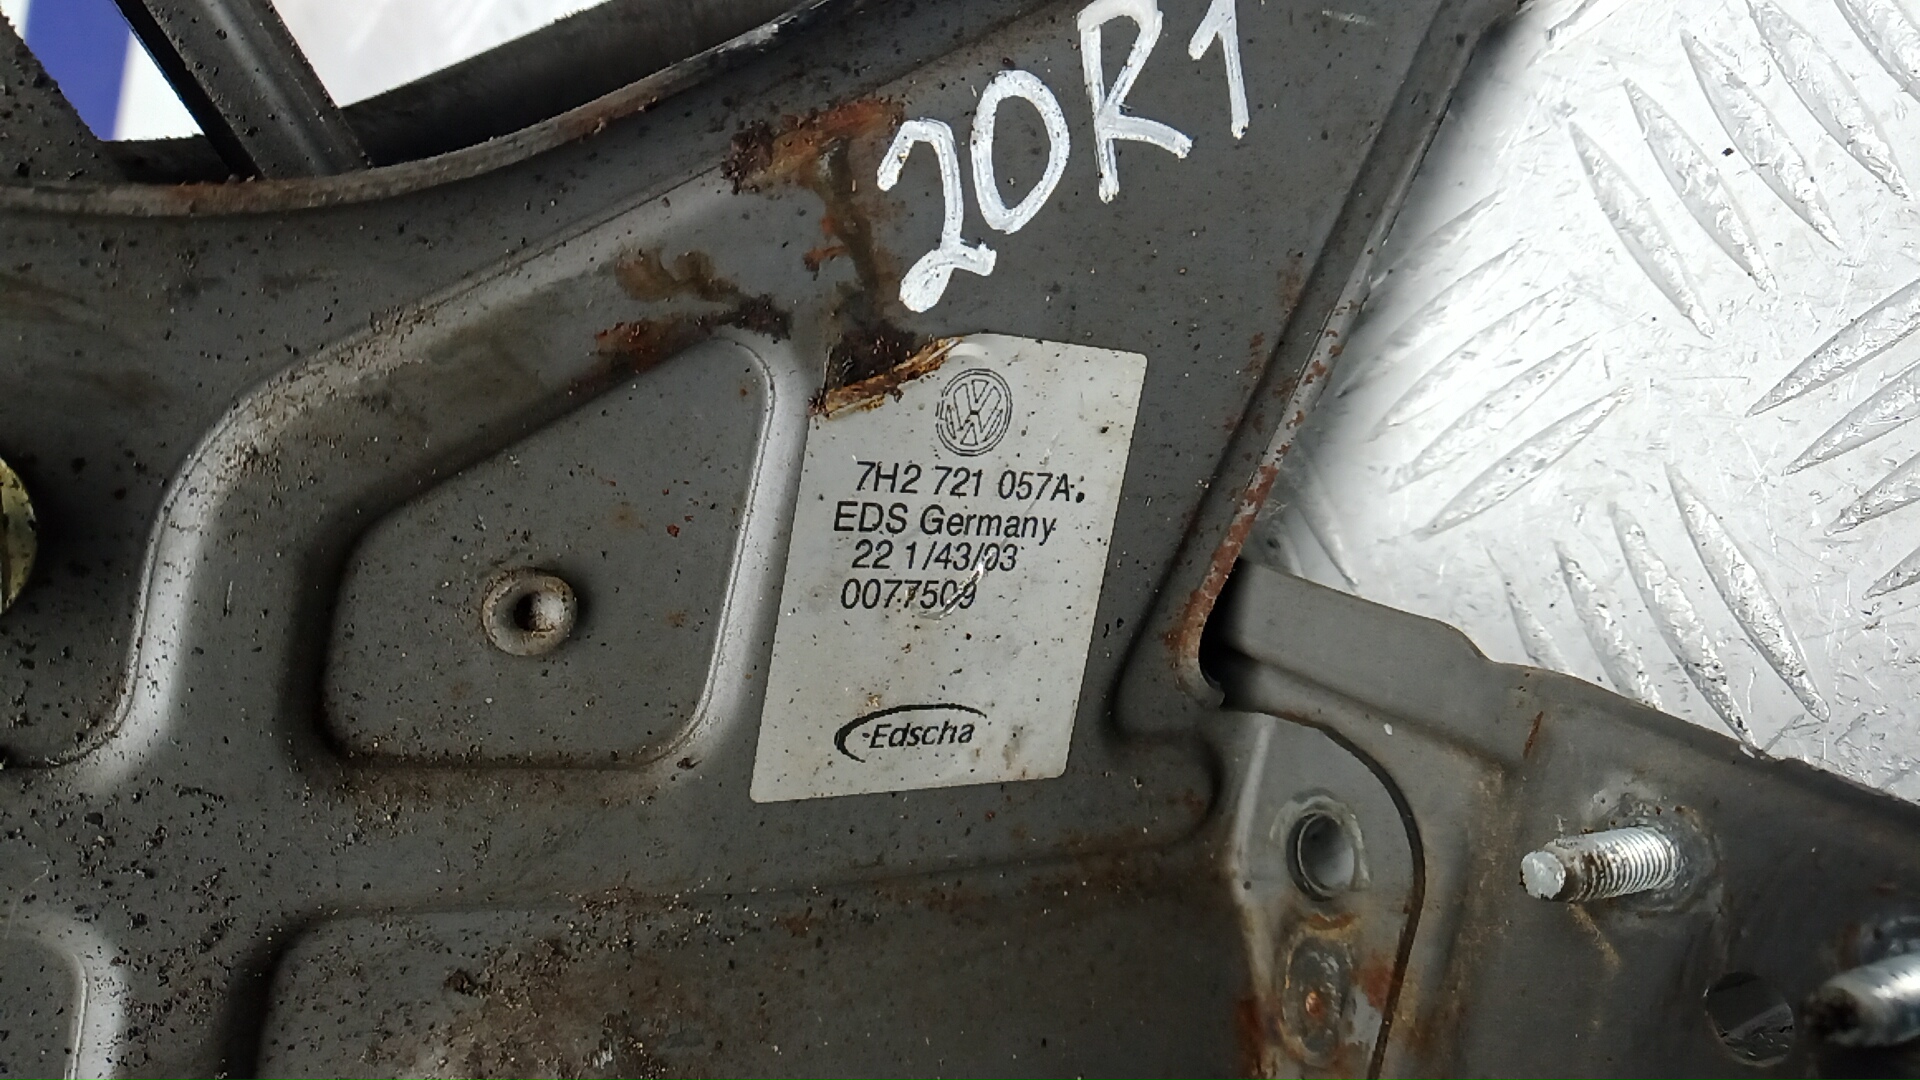 20R1
7H2 721 057A.
EDS Germany
22 1/43/03
0077509
Edscha